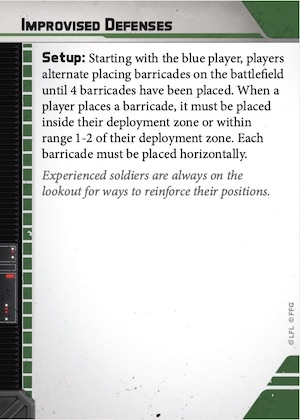 IMPROVISED DEFENSES
Setup: Starting with the blue player, players
alternate placing barricades on the battlefield
until 4 barricades have been placed. When a
player places a barricade, it must be placed
inside their deployment zone or within
range 1-2 of their deployment zone. Each
barricade must be placed horizontally.
Experienced soldiers are always on the
lookout for ways to reinforce their positions.
© LFL © FFG